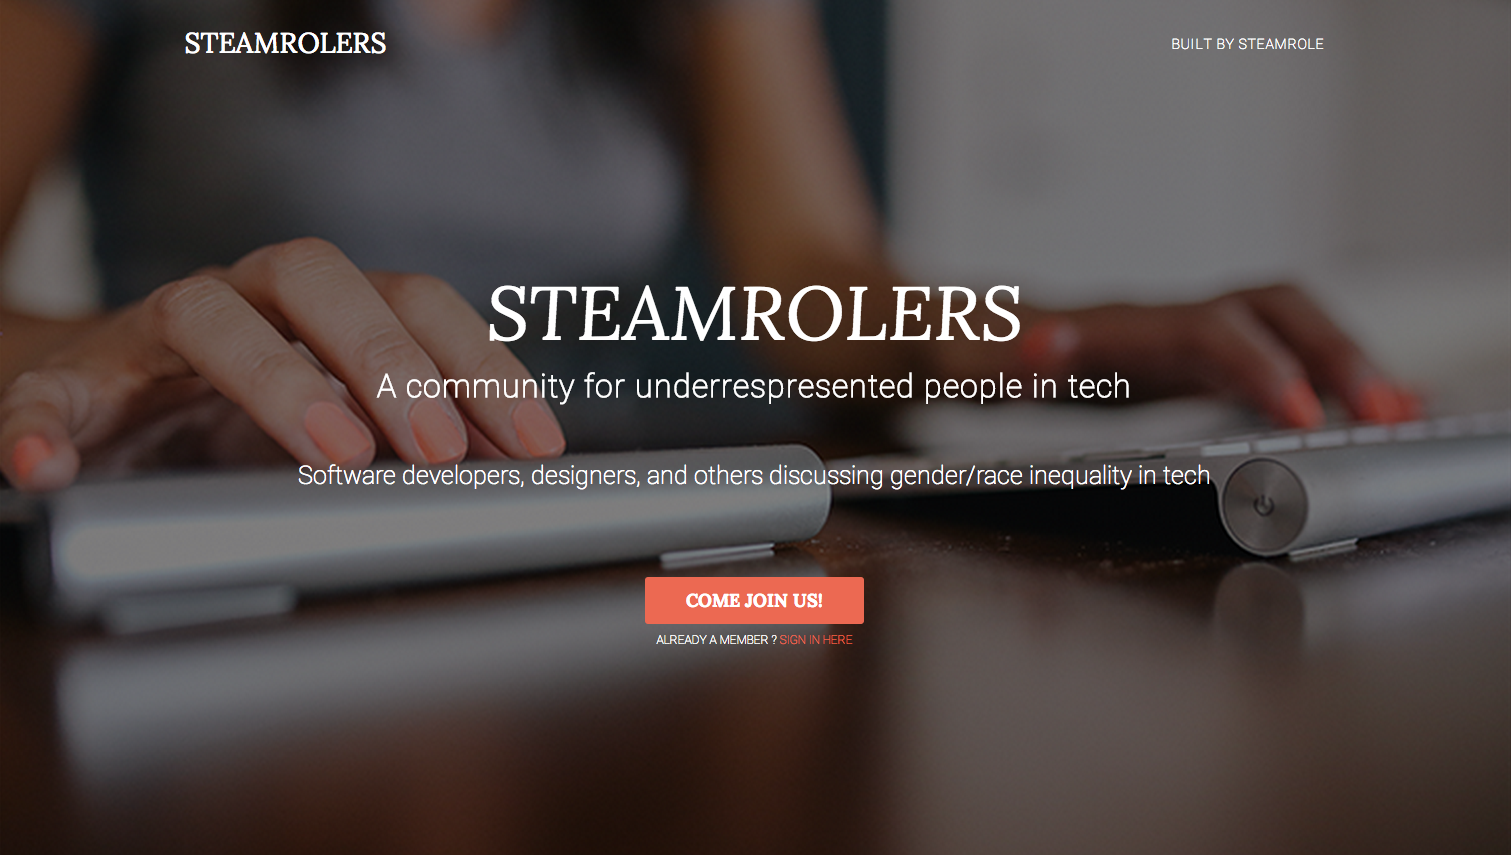 STEAMROLERS
BUILT BY STEAMROLE
STEAMROLERS
A community for underrespresented people in tech
Software developers, designers, and others discussing gender/race inequality in tech
COME JOIN US!
ALREADY A MEMBER ? SIGN IN HERE